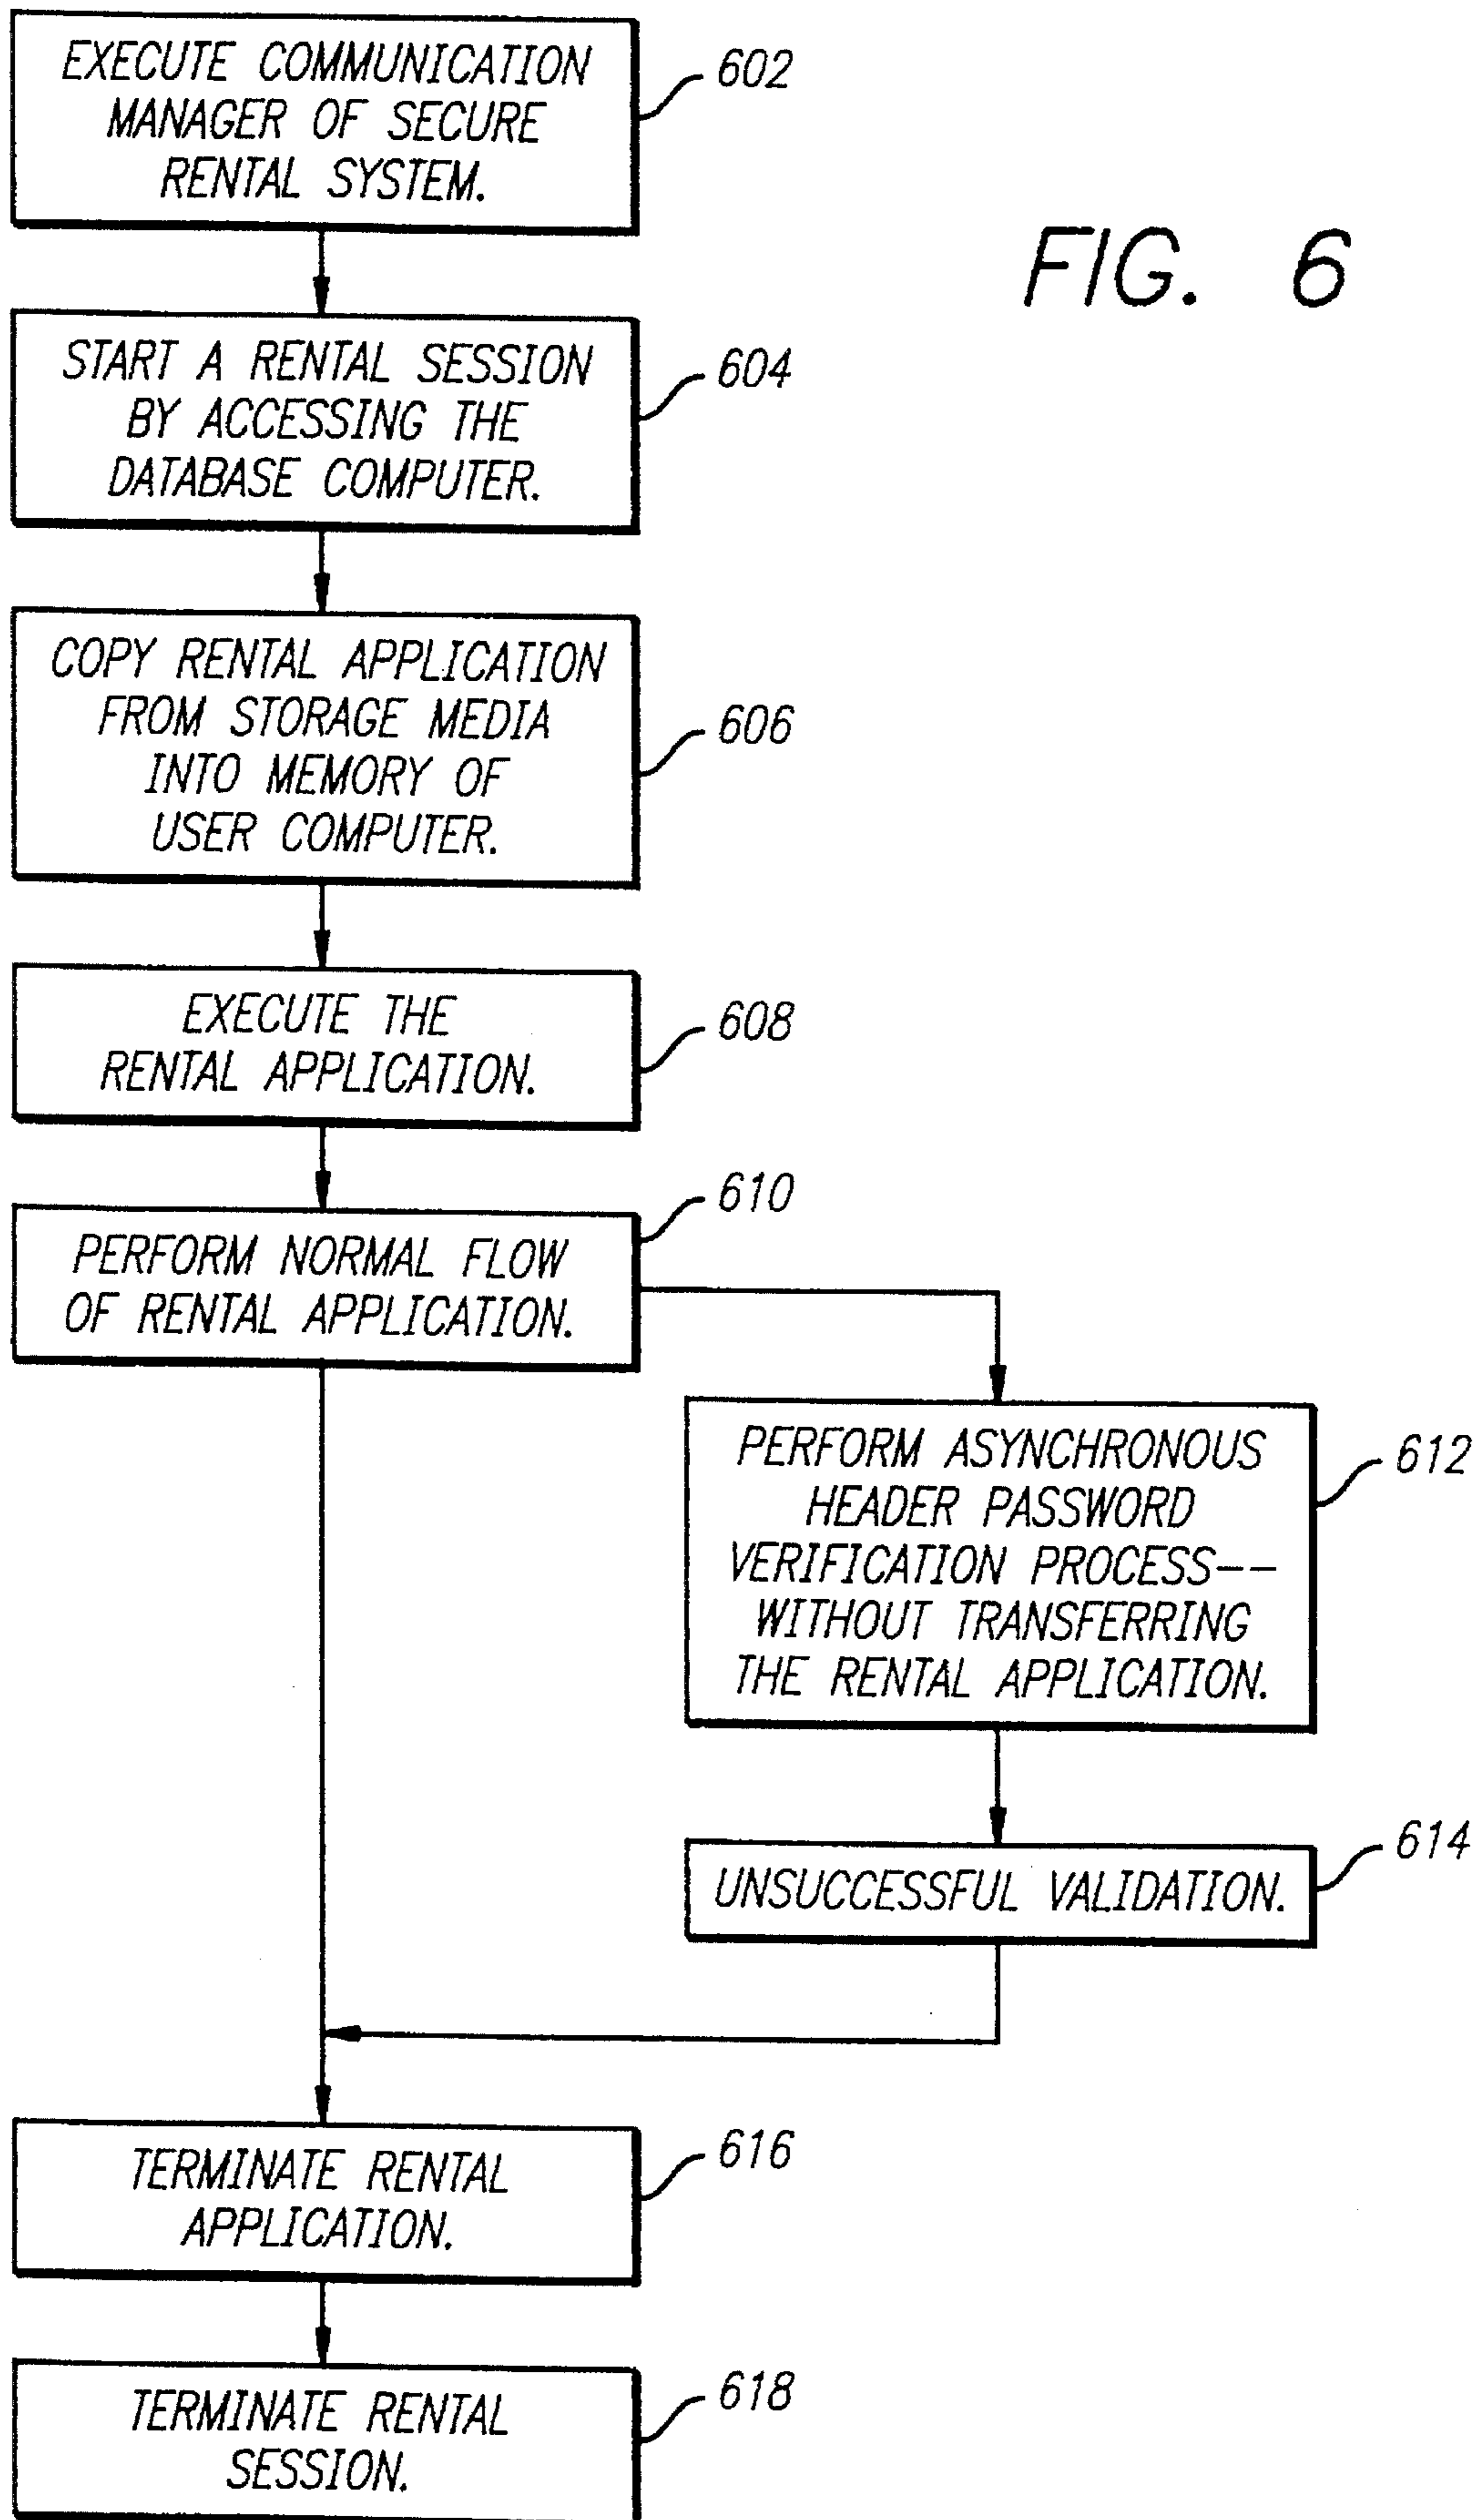 EXECUTE COMMUNICATION
MANAGER OF SECURE
RENTAL SYSTEM.
602
FIG. 6
START A RENTAL SESSION
BY ACCESSING THE
DATABASE COMPUTER.
604
COPY RENTAL APPLICATION
FROM STORAGE MEDIA
INTO MEMORY OF
USER COMPUTER.
606
EXECUTE THE
RENTAL APPLICATION.
608
PERFORM NORMAL FLOW
OF RENTAL APPLICATION.
610
PERFORM ASYNCHRONOUS
HEADER PASSWORD
VERIFICATION PROCESS--
WITHOUT TRANSFERRING
THE RENTAL APPLICATION.
612
UNSUCCESSFUL VALIDATION.
614
TERMINATE RENTAL
APPLICATION.
616
TERMINATE RENTAL
SESSION.
618